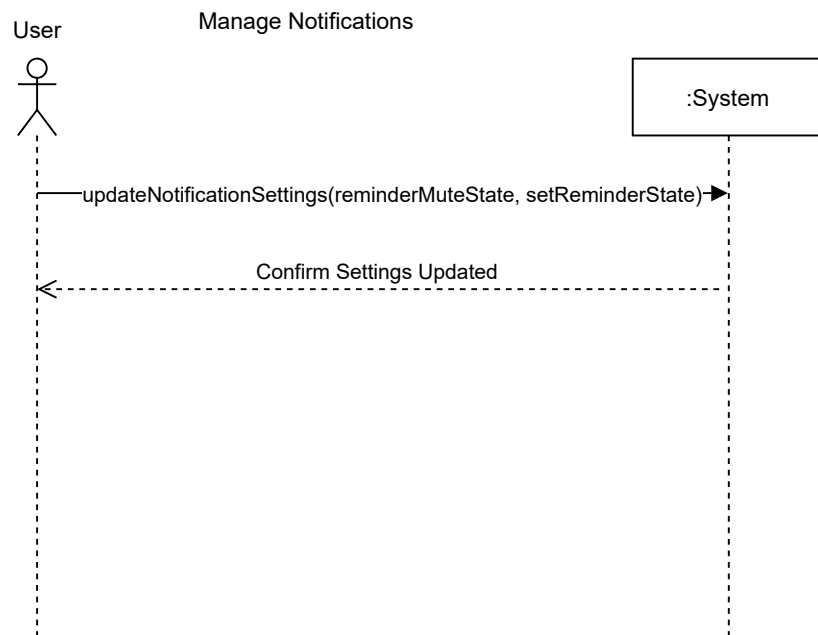 Manage Notifications
User
:System
updateNotificationSettings(reminderMuteState, setReminderState)
Confirm Settings Updated